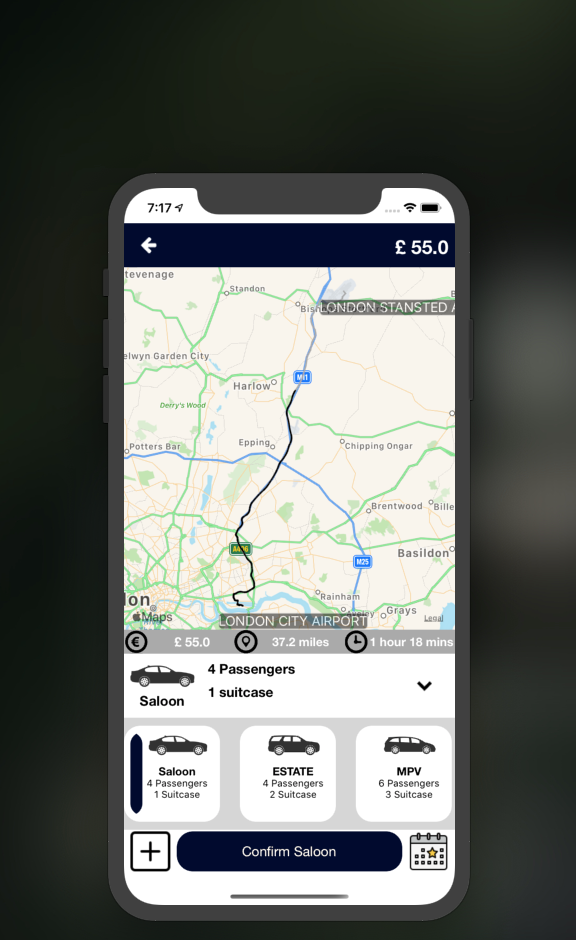 7:17
£ 55.0
tevenage
Standon
Bish
LONDON STANSTED A
elwyn Garden City
M11
Harlow
Derry's Wood
Epping
Chipping Ongar
Potters Bar
Brentwood
Bille
A406
M25
Basildon
on
Rainham
Maps
LONDON CITY AIRPORT
Grays
Legal
€
£ 55.0
37.2 miles
1 hour 18 mins
4 Passengers
1 suitcase
Saloon
Saloon
4 Passengers
1 Suitcase
ESTATE
4 Passengers
2 Suitcase
MPV
6 Passengers
3 Suitcase
Confirm Saloon